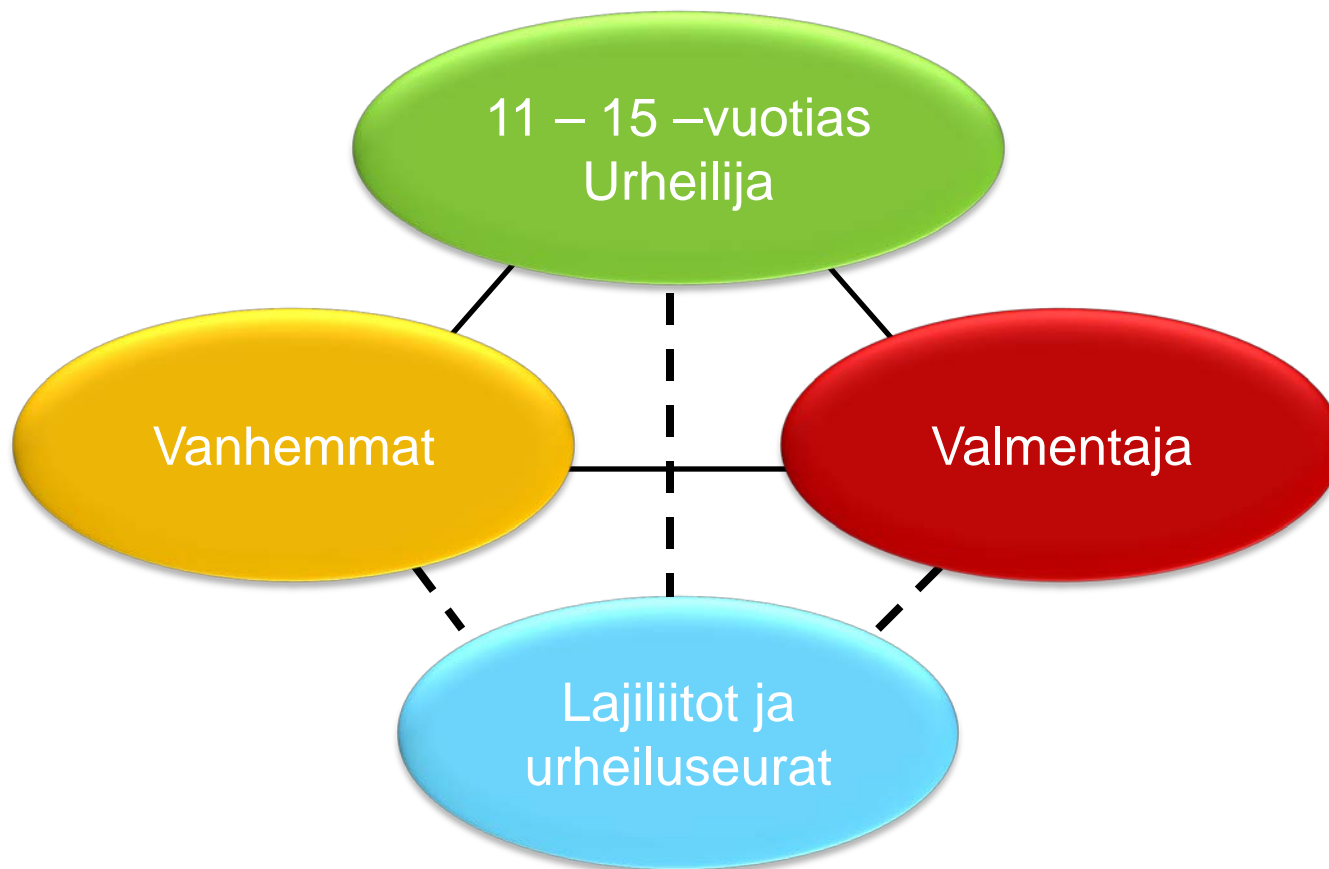 11 – 15 –vuotias
Urheilija
Vanhemmat
Valmentaja
Lajiliitot ja
urheiluseurat